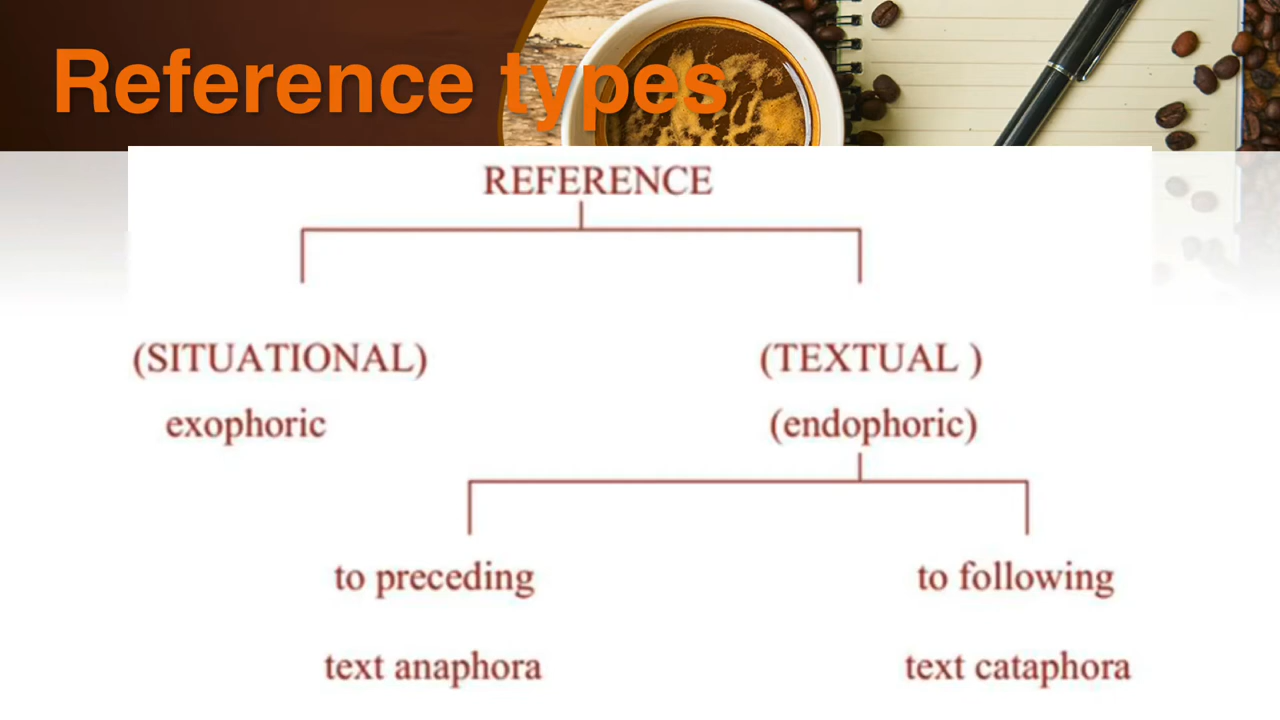 Reference types
REFERENCE
(SITUATIONAL)
(TEXTUAL )
exophoric
(endophoric)
to preceding
to following
text anaphora
text cataphora